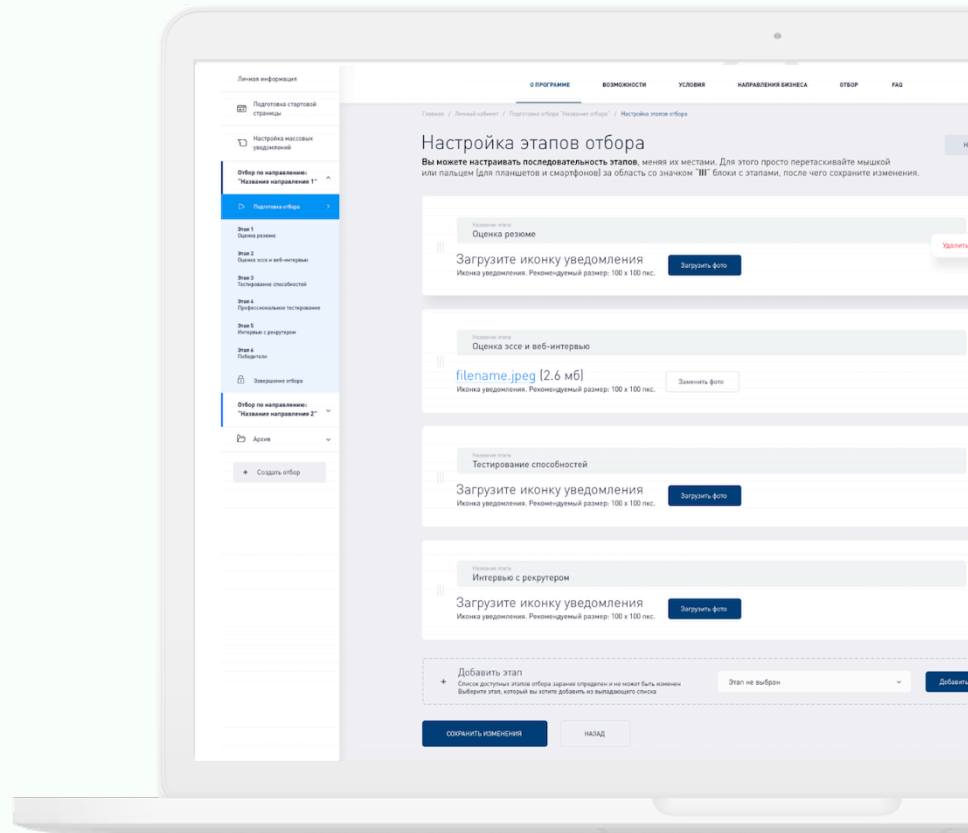 Личная информация
Подготовка стартовой
страницы
Настройка массовых
уведомлений
Отбор по направлению:
"Название направления 1"
Подготовка отбора
Этап 1
Оценка резюме
Этап 2
Оценка эссе и веб-интервью
Этап 3
Тестирование способностей
Этап 4
Профессиональное тестирование
Этап 5
Интервью с рекрутером
Этап 6
Победители
Завершение отбора
Отбор по направлению:
"Название направления 2"
Архив
+ Создать отбор
О ПРОГРАММЕ ВОЗМОЖНОСТИ УСЛОВИЯ НАПРАВЛЕНИЯ БИЗНЕСА ОТБОР FAQ
Главная / Личный кабинет / Подготовка отбора "Название отбора" / Настройка этапов отбора
Настройка этапов отбора
Вы можете настраивать последовательность этапов, меняя их местами. Для этого просто перетаскивайте мышкой
или пальцем (для планшетов и смартфонов) за область со значком "III" блоки с этапами, после чего сохраните изменения.
Название этапа
Оценка резюме
Удалить
Загрузите иконку уведомления
Иконка уведомления. Рекомендуемый размер: 100 х 100 пкс.
Загрузить фото
Название этапа
Оценка эссе и веб-интервью
filename.jpeg (2.6 мб)
Иконка уведомления. Рекомендуемый размер: 100 х 100 пкс.
Заменить фото
Название этапа
Тестирование способностей
Загрузите иконку уведомления
Иконка уведомления. Рекомендуемый размер: 100 х 100 пкс.
Загрузить фото
Название этапа
Интервью с рекрутером
Загрузите иконку уведомления
Иконка уведомления. Рекомендуемый размер: 100 х 100 пкс.
Загрузить фото
+ Добавить этап
Список доступных этапов отбора заранее определен и не может быть изменен
Выберите этап, который вы хотите добавить из выпадающего списка
Этап не выбран
Добавить
СОХРАНИТЬ ИЗМЕНЕНИЯ
НАЗАД